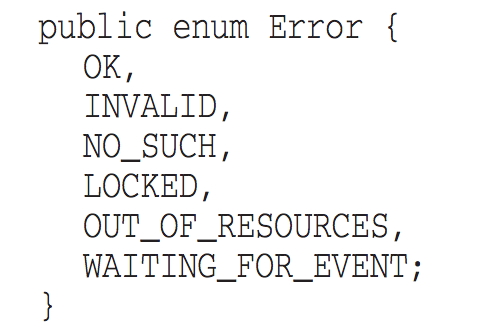 public enum Error {
OK,
INVALID,
NO_SUCH,
LOCKED,
OUT_OF_RESOURCES,
WAITING_FOR_EVENT;
}